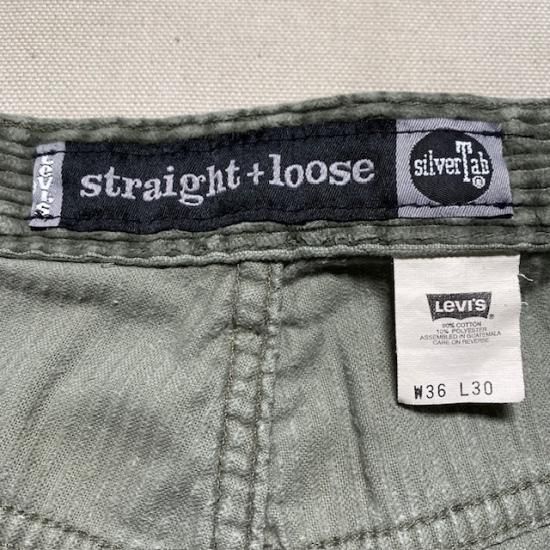 LEVI'S
straight+loose
silverTab
®
LEVI'S
90% COTTON
10% POLYESTER
ASSEMBLED IN GUATEMALA
CARE ON REVERSE
W36 L30